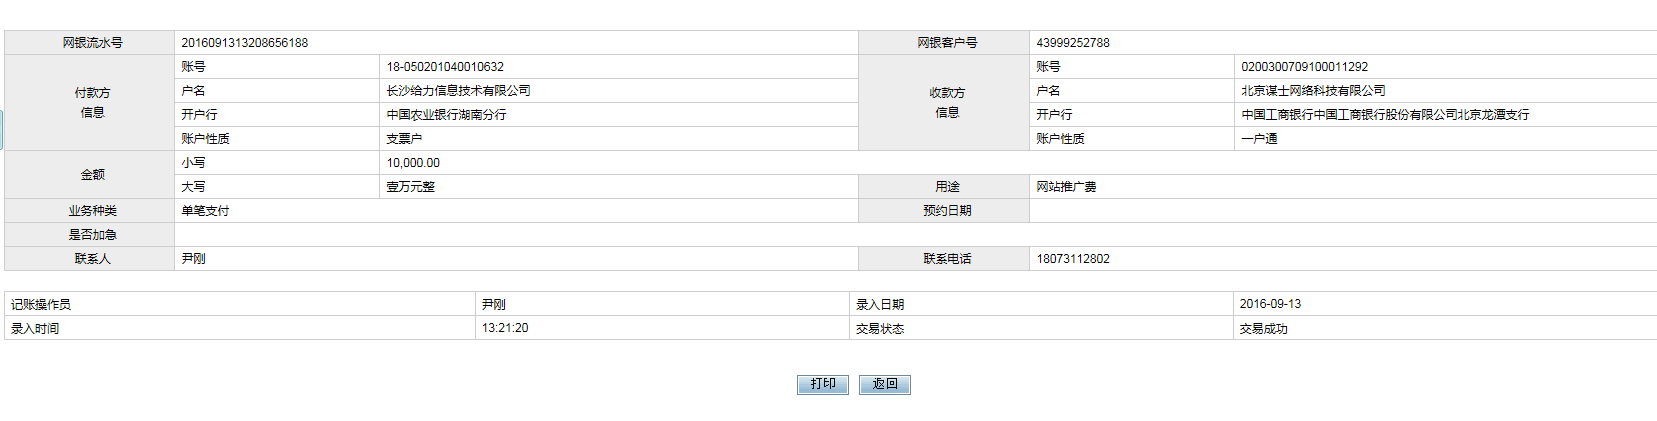 网银流水号 2016091313208656188 网银客户号 43999252788
账号 18-050201040010632 账号 0200300709100011292
付款方 户名 长沙给力信息技术有限公司 收款方 户名 北京谋士网络科技有限公司
信息 开户行 中国农业银行湖南分行 信息 开户行 中国工商银行中国工商银行股份有限公司北京龙潭支行
账户性质 支票户 账户性质 一户通
金额 小写 10,000.00
大写 壹万元整 用途 网站推广费
业务种类 单笔支付 预约日期
是否加急
联系人 尹刚 联系电话 18073112802
记账操作员 尹刚 录入日期 2016-09-13
录入时间 13:21:20 交易状态 交易成功
打印 返回